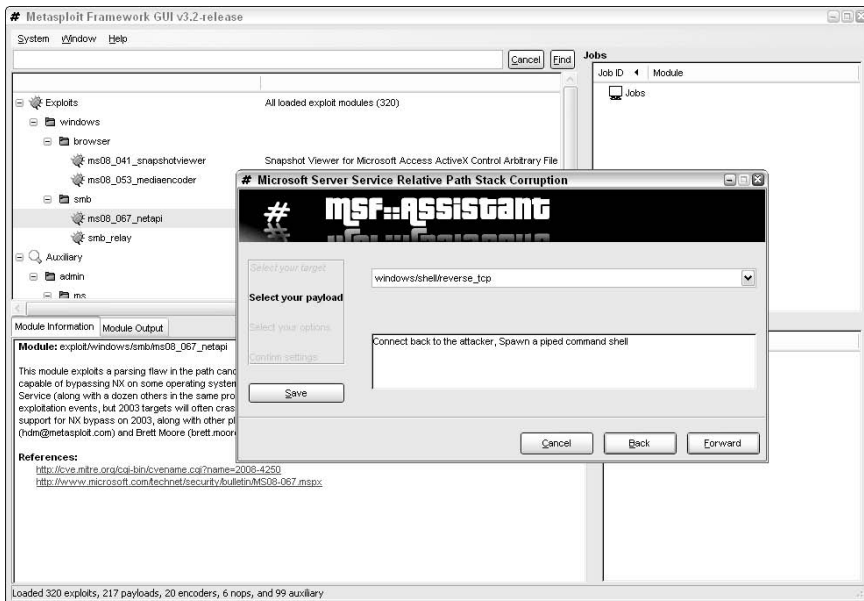 # Metasploit Framework GUI v3.2-release
System Window Help
Cancel Find
Jobs
Job ID Module
Jobs
Exploits All loaded exploit modules (320)
windows
browser
ms08_041_snapshotviewer Snapshot Viewer for Microsoft Access ActiveX Control Arbitrary File
ms08_053_mediaencoder
smb
ms08_067_netapi
smb_relay
Auxiliary
admin
ms
# Microsoft Server Service Relative Path Stack Corruption
# msf::Assistant
Select your target
Select your payload
Select your options
Confirm settings
windows/shell/reverse_tcp
Connect back to the attacker, Spawn a piped command shell
Save
Cancel Back Forward
Module Information Module Output
Module: exploit/windows/smb/ms08_067_netapi
This module exploits a parsing flaw in the path canc
capable of bypassing NX on some operating system
Service (along with a dozen others in the same pro
exploitation events, but 2003 targets will often cras
support for NX bypass on 2003, along with other pl
(hdm@metasploit.com) and Brett Moore (brett.moor
References:
http://cve.mitre.org/cgi-bin/cvename.cgi?name=2008-4250
http://www.microsoft.com/technet/security/bulletin/MS08-067.mspx
Loaded 320 exploits, 217 payloads, 20 encoders, 6 nops, and 99 auxiliary